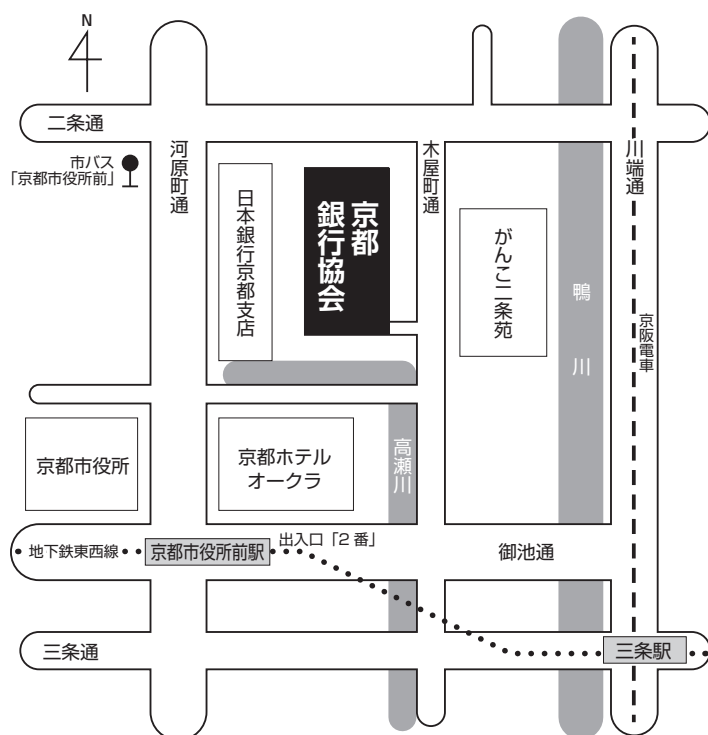 N
二条通
市バス
「京都市役所前」
河原町通
日本銀行京都支店
京都
銀行協会
木屋町通
がんこ二条苑
鴨川
川端通
京阪電車
京都市役所
京都ホテル
オークラ
高瀬川
地下鉄東西線
京都市役所前駅
出入口「2番」
御池通
三条通
三条駅